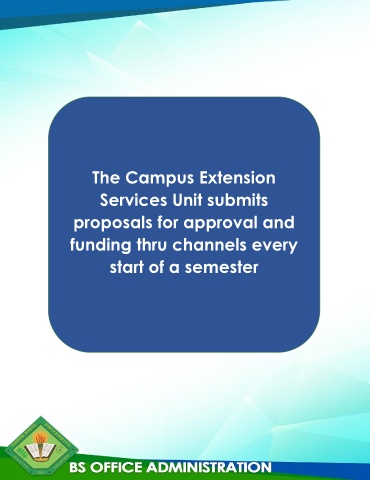 The Campus Extension
Services Unit submits
proposals for approval and
funding thru channels every
start of a semester
BS OFFICE ADMINISTRATION